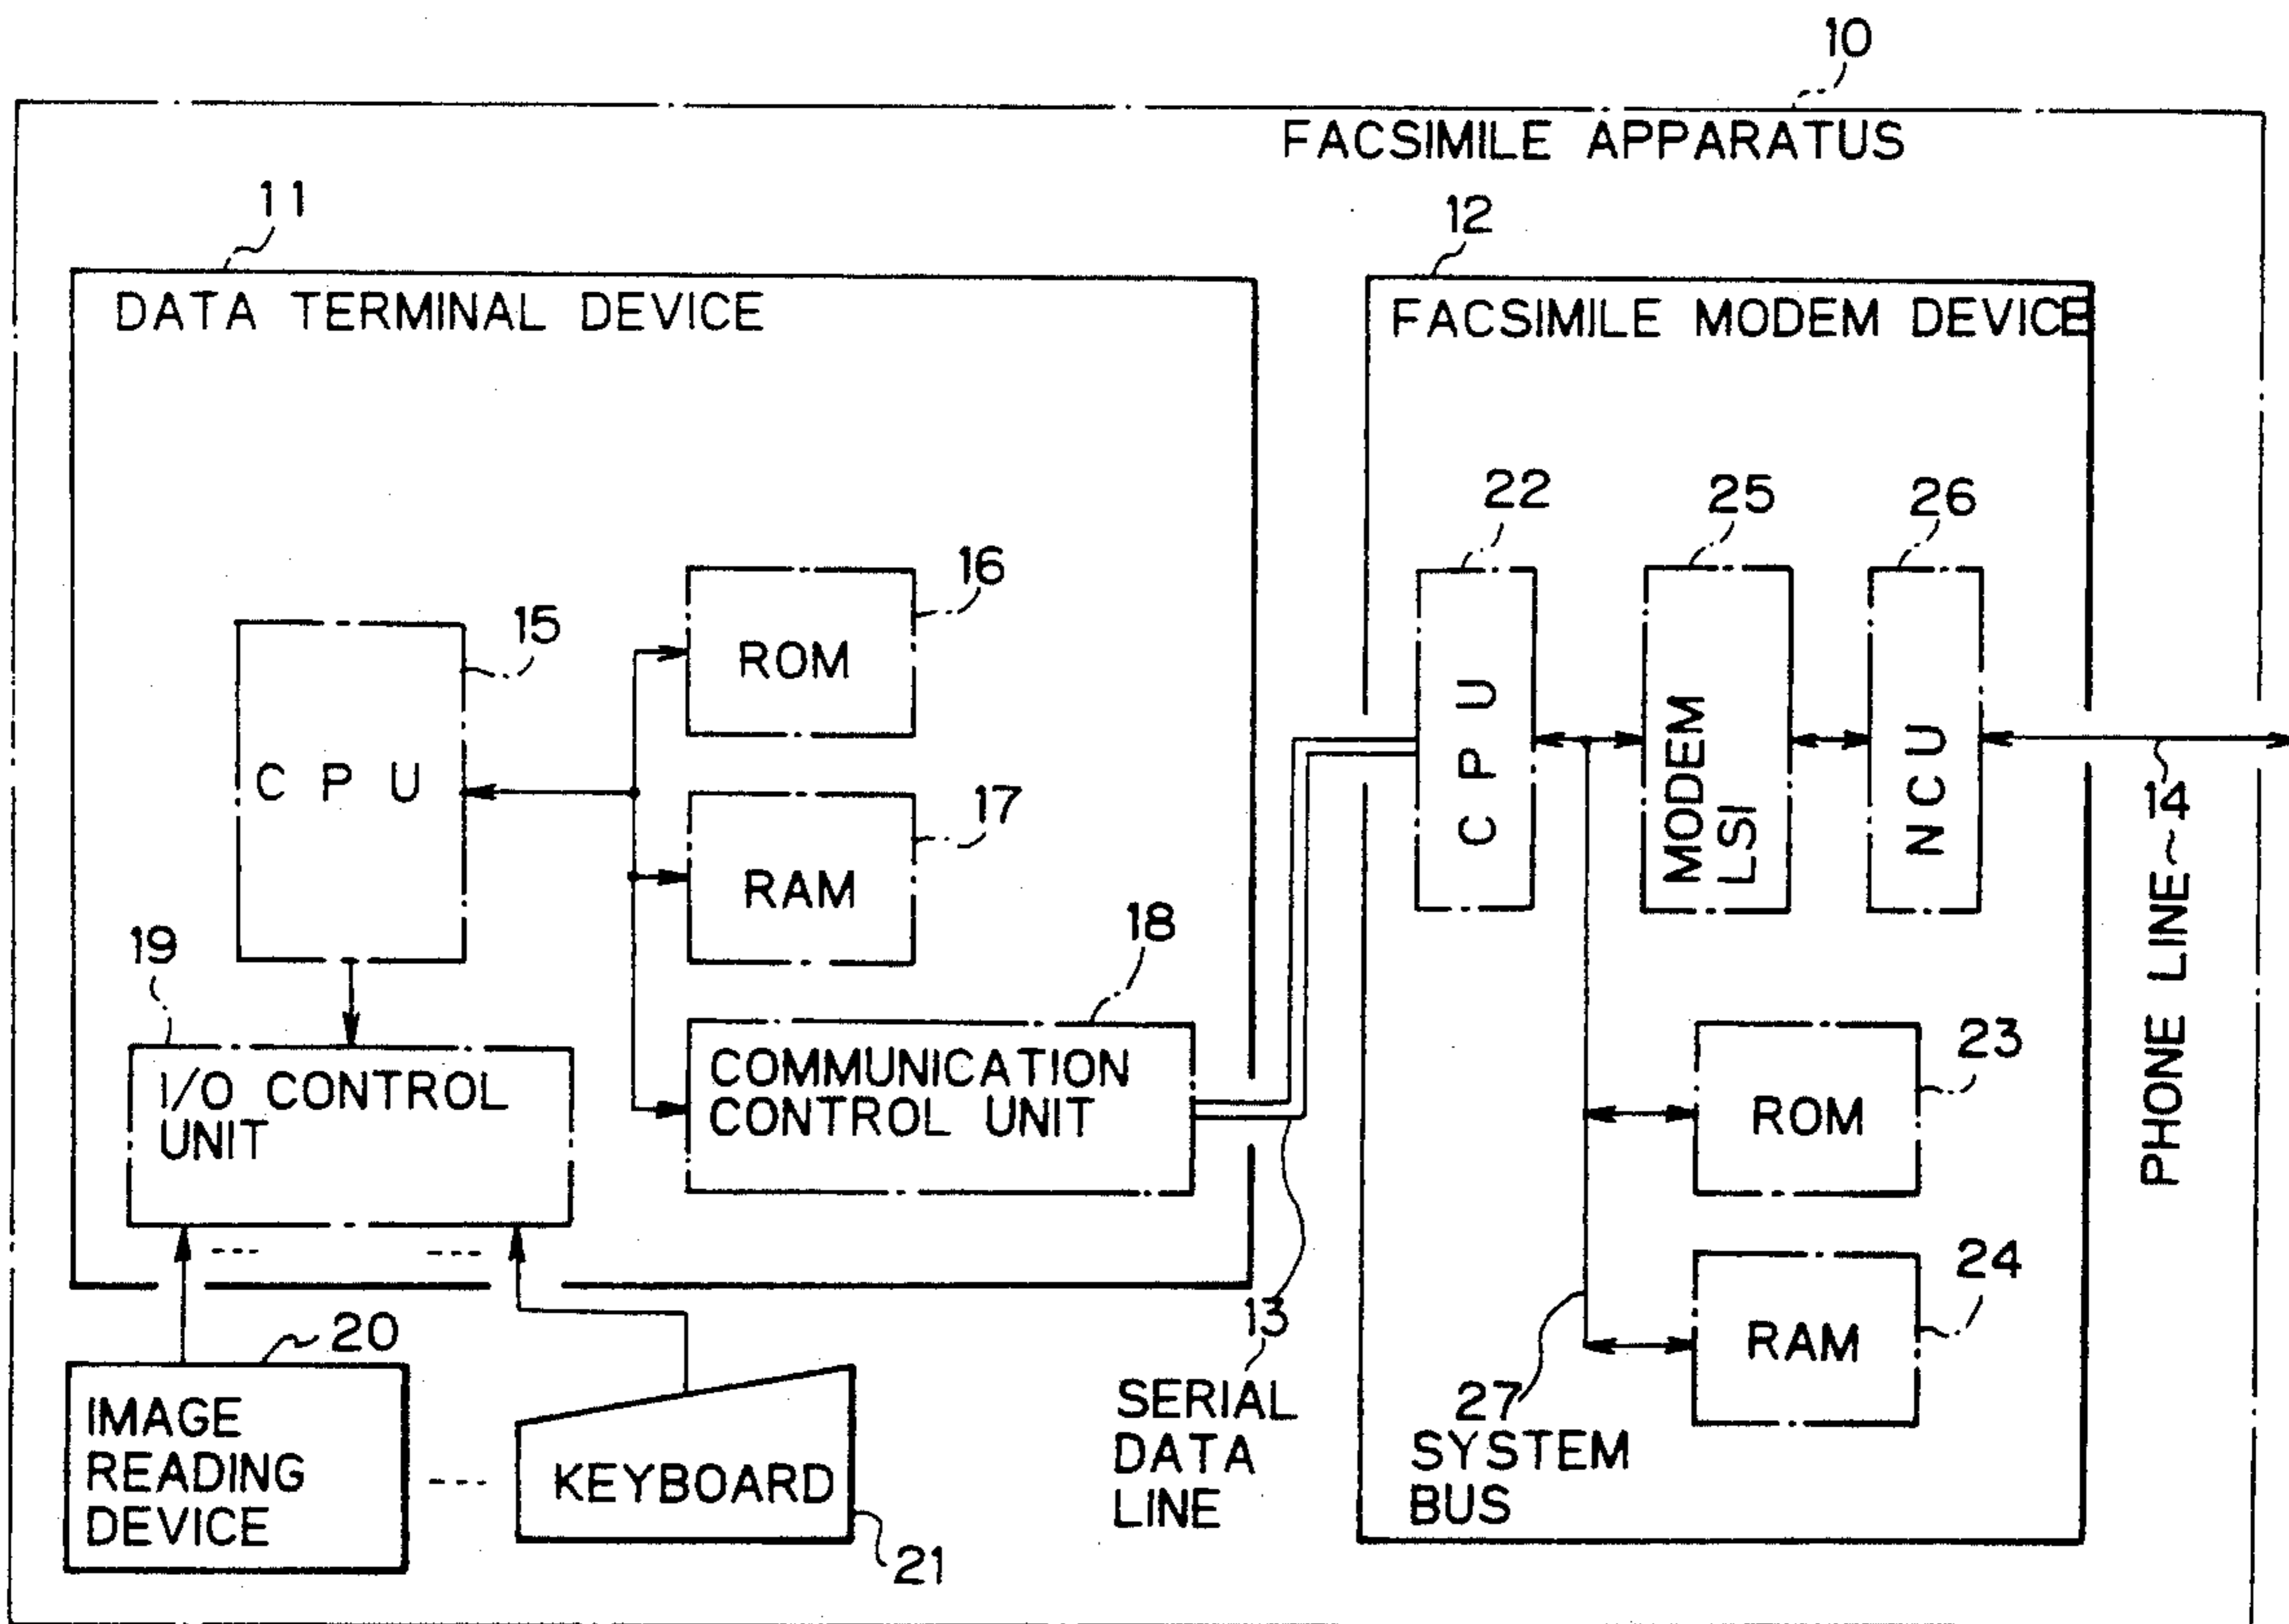 10
FACSIMILE APPARATUS
11
DATA TERMINAL DEVICE
12
FACSIMILE MODEM DEVICE
15
CPU
16
ROM
17
RAM
18
COMMUNICATION
CONTROL UNIT
19
I/O CONTROL
UNIT
20
IMAGE
READING
DEVICE
KEYBOARD
21
13
SERIAL
DATA
LINE
22
CPU
25
MODEM
LSI
26
NCU
23
ROM
24
RAM
27
SYSTEM
BUS
PHONE LINE~14